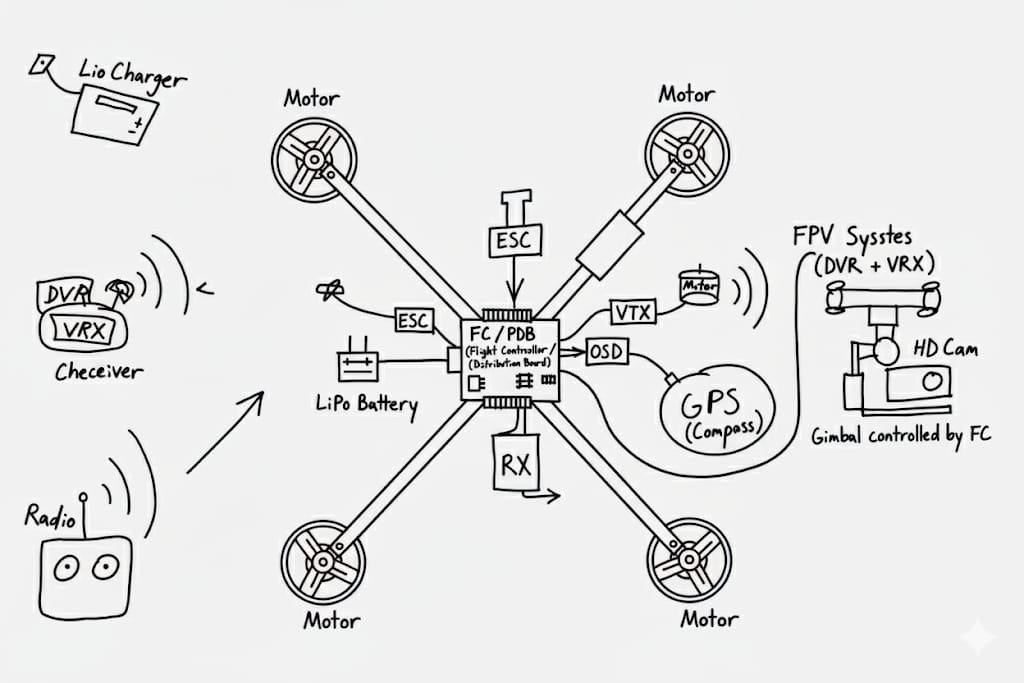 Lio Charger
+
-
Motor
Motor
ESC
FPV Systtes
(DVR + VRX)
DVR
VRX
Checeiver
ESC
FC/PDB
(Flight Controller/
(Distribution Board)
VTX
Motor
OSD
HD Cam
LiPo Battery
GPS
(Compass)
Gimbal controlled by FC
RX
Radio
Motor
Motor